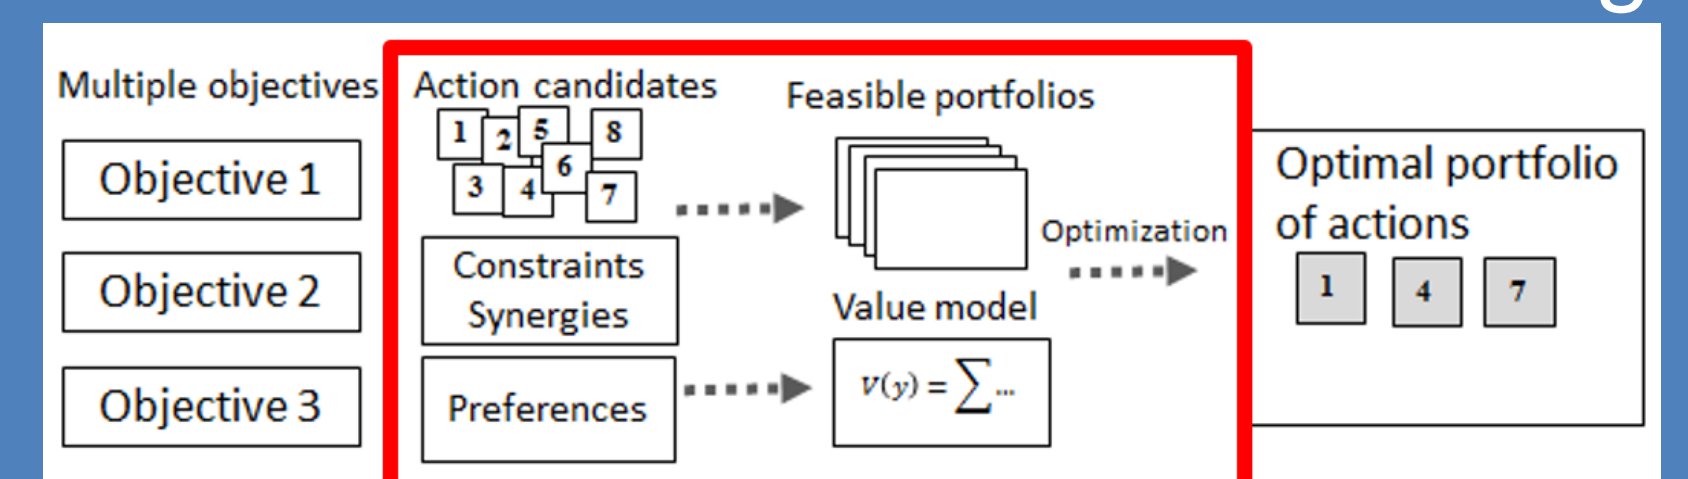 g
Multiple objectives
Objective 1
Objective 2
Objective 3
Action candidates
1 2 5 8
3 4 6 7
Constraints
Synergies
Preferences
Feasible portfolios
Value model
V(y) = ∑...
Optimization
Optimal portfolio
of actions
1 4 7